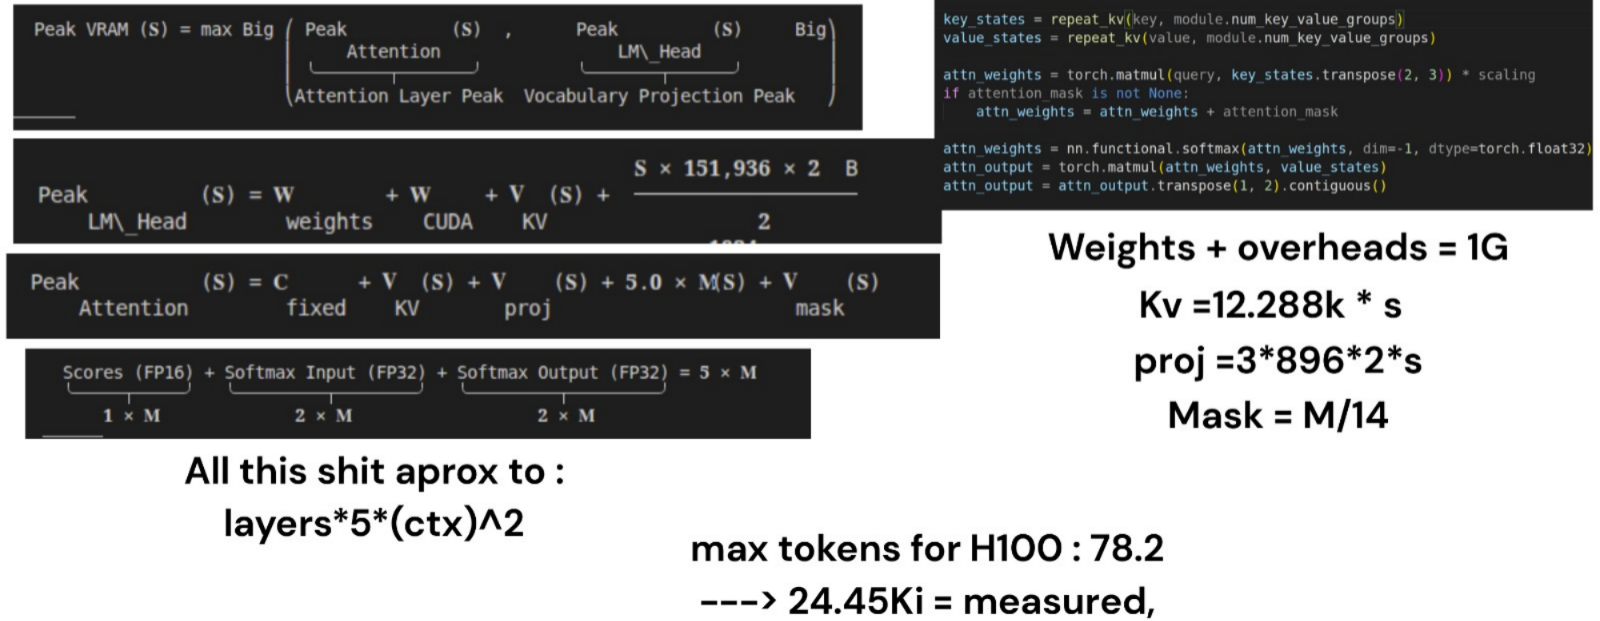 Peak VRAM (S) = max Big ( Peak (S) , Peak (S) Big )
Attention LM\_Head
Attention Layer Peak Vocabulary Projection Peak
S × 151,936 × 2 B
Peak (S) = W + W + V (S) +
LM\_Head weights CUDA KV 2
Peak (S) = C + V (S) + V (S) + 5.0 × M(S) + V (S)
Attention fixed KV proj mask
Scores (FP16) + Softmax Input (FP32) + Softmax Output (FP32) = 5 × M
1 × M 2 × M 2 × M
All this shit aprox to :
layers*5*(ctx)^2
key_states = repeat_kv(key, module.num_key_value_groups)
value_states = repeat_kv(value, module.num_key_value_groups)
attn_weights = torch.matmul(query, key_states.transpose(2, 3)) * scaling
if attention_mask is not None:
attn_weights = attn_weights + attention_mask
attn_weights = nn.functional.softmax(attn_weights, dim=-1, dtype=torch.float32)
attn_output = torch.matmul(attn_weights, value_states)
attn_output = attn_output.transpose(1, 2).contiguous()
Weights + overheads = 1G
Kv =12.288k * s
proj =3*896*2*s
Mask = M/14
max tokens for H100 : 78.2
---> 24.45Ki = measured,